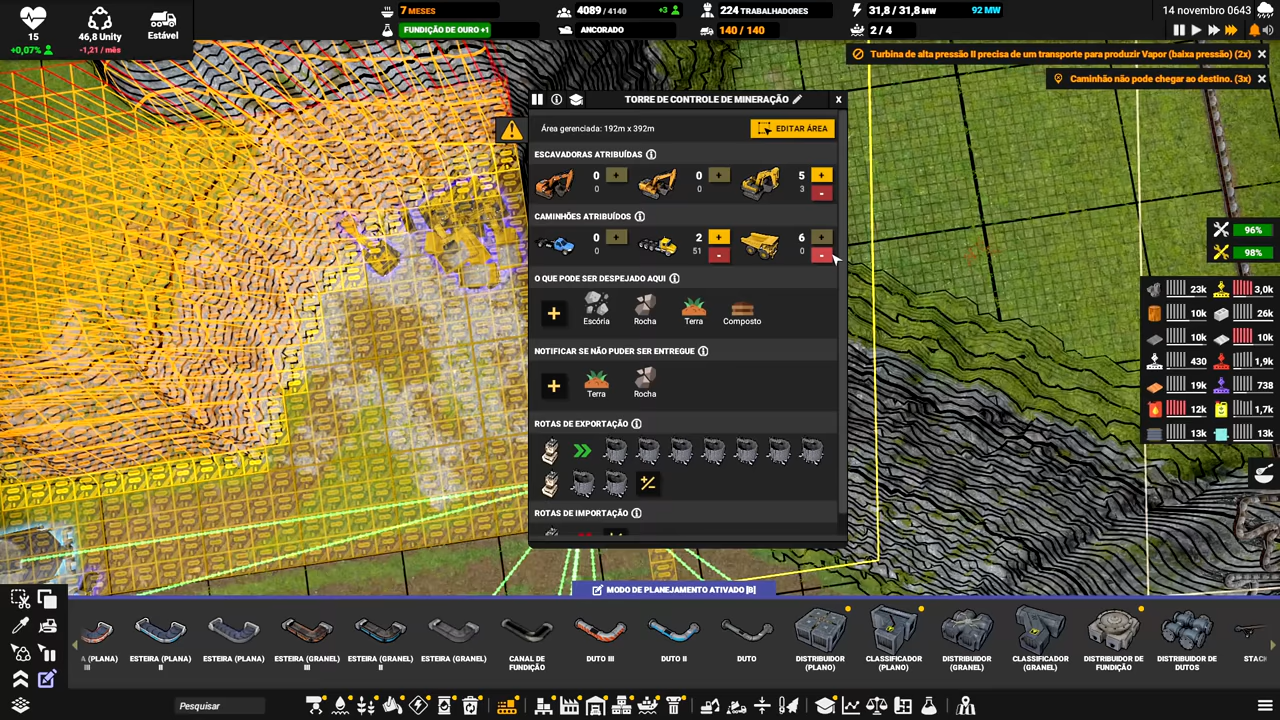 15
+0,07%
46,8 Unity
-1,21 / mês
Estável
7 MESES
FUNDIÇÃO DE OURO +1
4089 / 4140
+3
ANCORADO
224 TRABALHADORES
140 / 140
31,8 / 31,8 MW
92 MW
2 / 4
14 novembro 0643
Turbina de alta pressão II precisa de um transporte para produzir Vapor (baixa pressão) (2x) X
Caminhão não pode chegar ao destino. (3x) X
TORRE DE CONTROLE DE MINERAÇÃO
X
Área gerenciada: 192m x 392m
EDITAR ÁREA
ESCAVADORAS ATRIBUÍDAS
0 + 0 + 5 +
0 0 3 -
CAMINHÕES ATRIBUÍDOS
0 + 2 + 6 +
0 51 - 0 -
O QUE PODE SER DESPEJADO AQUI
+
Escória Rocha Terra Composto
NOTIFICAR SE NÃO PUDER SER ENTREGUE
+
Terra Rocha
ROTAS DE EXPORTAÇÃO
ROTAS DE IMPORTAÇÃO
96%
98%
23k 3,0k
10k 26k
10k 10k
430 1,9k
19k 738
12k 1,7k
13k 13k
MODO DE PLANEJAMENTO ATIVADO [B]
A (PLANA) III
ESTEIRA (PLANA) II
ESTEIRA (PLANA)
ESTEIRA (GRANEL) III
ESTEIRA (GRANEL) II
ESTEIRA (GRANEL)
CANAL DE FUNDIÇÃO
DUTO III
DUTO II
DUTO
DISTRIBUIDOR (PLANO)
CLASSIFICADOR (PLANO)
DISTRIBUIDOR (GRANEL)
CLASSIFICADOR (GRANEL)
DISTRIBUIDOR DE FUNDIÇÃO
DISTRIBUIDOR DE DUTOS
STAC
Pesquisar